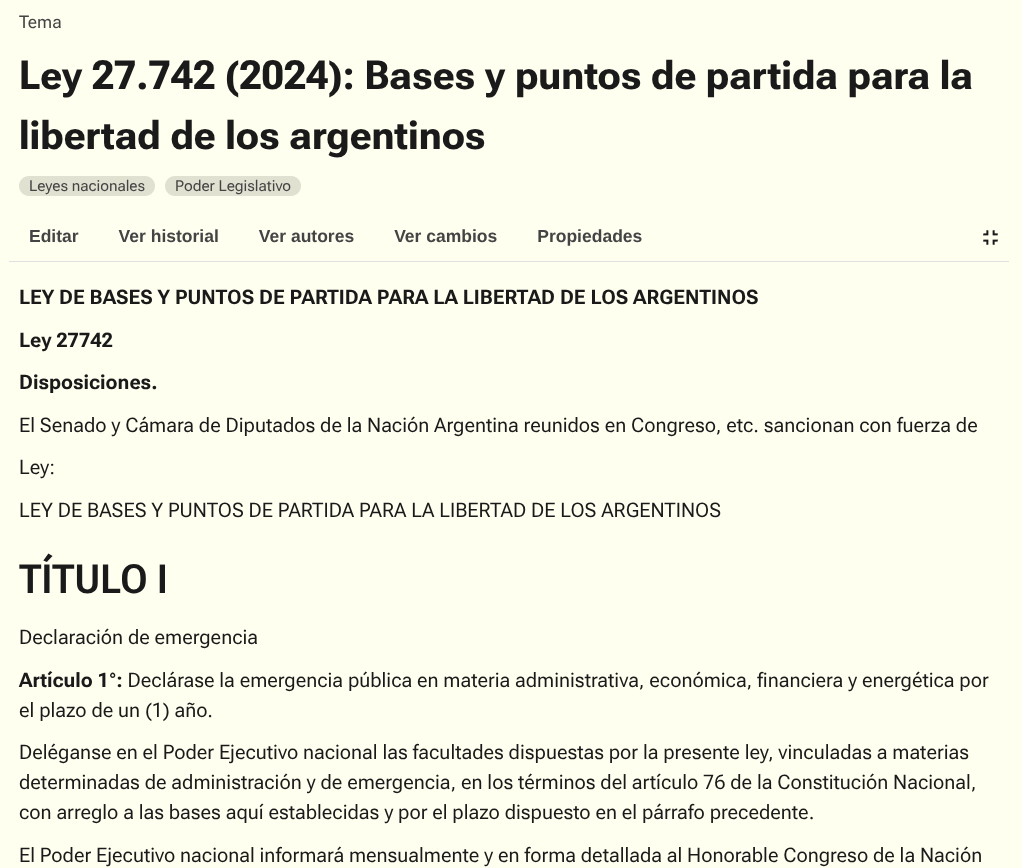 Tema
Ley 27.742 (2024): Bases y puntos de partida para la
libertad de los argentinos
Leyes nacionales Poder Legislativo
Editar Ver historial Ver autores Ver cambios Propiedades
LEY DE BASES Y PUNTOS DE PARTIDA PARA LA LIBERTAD DE LOS ARGENTINOS
Ley 27742
Disposiciones.
El Senado y Cámara de Diputados de la Nación Argentina reunidos en Congreso, etc. sancionan con fuerza de
Ley:
LEY DE BASES Y PUNTOS DE PARTIDA PARA LA LIBERTAD DE LOS ARGENTINOS
TÍTULO I
Declaración de emergencia
Artículo 1°: Declárase la emergencia pública en materia administrativa, económica, financiera y energética por
el plazo de un (1) año.
Deléganse en el Poder Ejecutivo nacional las facultades dispuestas por la presente ley, vinculadas a materias
determinadas de administración y de emergencia, en los términos del artículo 76 de la Constitución Nacional,
con arreglo a las bases aquí establecidas y por el plazo dispuesto en el párrafo precedente.
El Poder Ejecutivo nacional informará mensualmente y en forma detallada al Honorable Congreso de la Nación